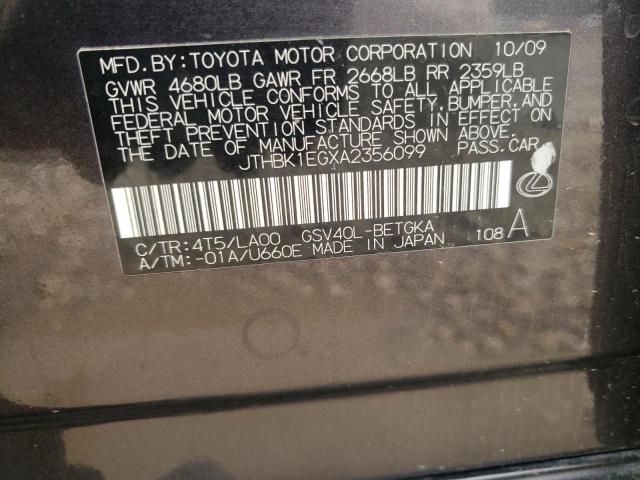 MFD.BY:TOYOTA MOTOR CORPORATION 10/09
GVWR 4680LB GAWR FR 2668LB RR 2359LB
THIS VEHICLE CONFORMS TO ALL APPLICABLE
FEDERAL MOTOR VEHICLE SAFETY,BUMPER,AND
THEFT PREVENTION STANDARDS IN EFFECT ON
THE DATE OF MANUFACTURE SHOWN ABOVE.
JTHBK1EGXA2356099 PASS.CAR
C/TR:4T5/LA00 GSV40L-BETGKA
A/TM:-01A/U660E MADE IN JAPAN 108 A